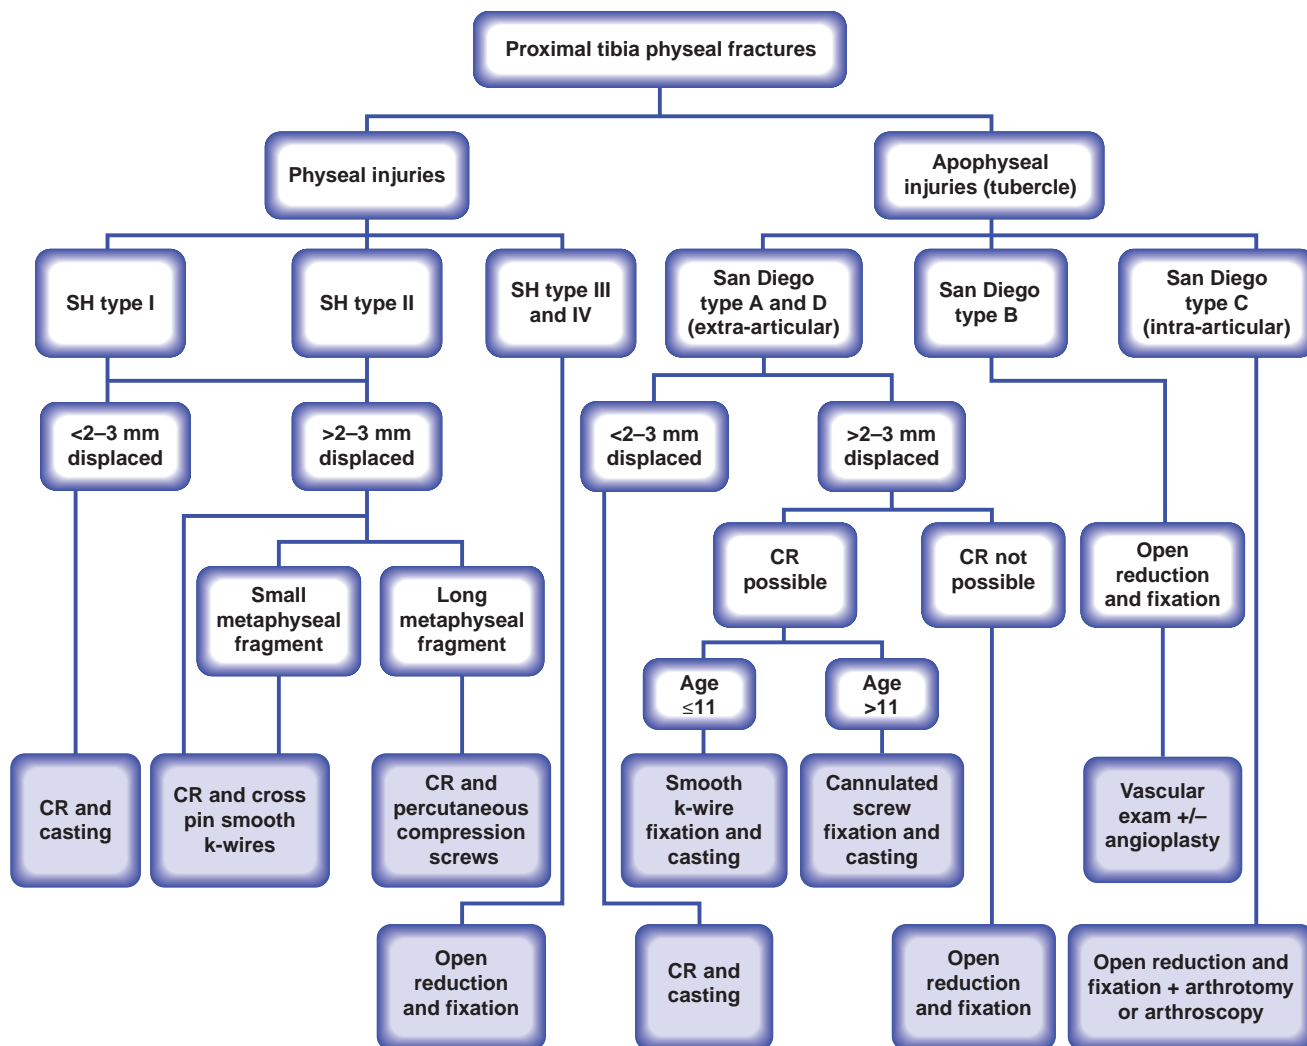 Proximal tibia physeal fractures
Physeal injuries
Apophyseal
injuries (tubercle)
SH type I
SH type II
SH type III
and IV
San Diego
type A and D
(extra-articular)
San Diego
type B
San Diego
type C
(intra-articular)
<2–3 mm
displaced
>2–3 mm
displaced
<2–3 mm
displaced
>2–3 mm
displaced
Small
metaphyseal
fragment
Long
metaphyseal
fragment
CR
possible
CR not
possible
Open
reduction
and fixation
Age
≤11
Age
>11
CR and
casting
CR and cross
pin smooth
k-wires
CR and
percutaneous
compression
screws
Smooth
k-wire
fixation and
casting
Cannulated
screw
fixation and
casting
Vascular
exam +/–
angioplasty
Open
reduction
and fixation
CR and
casting
Open
reduction
and fixation
Open reduction and
fixation + arthrotomy
or arthroscopy